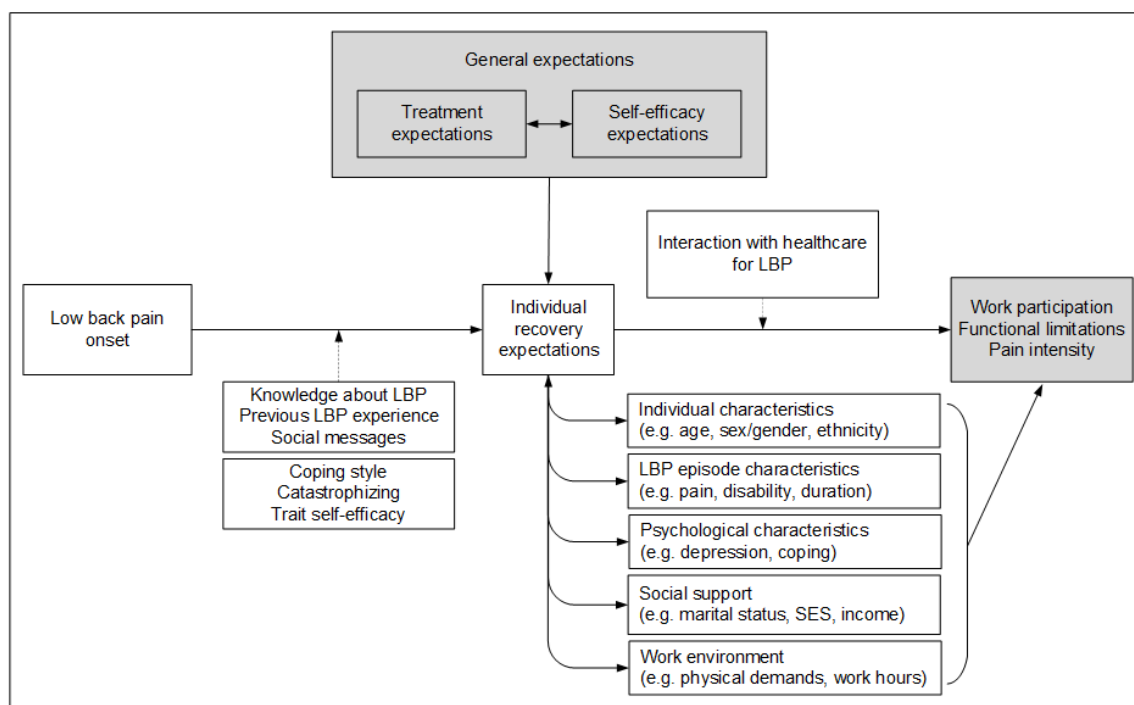 General expectations
Treatment
expectations
Self-efficacy
expectations
Interaction with healthcare
for LBP
Low back pain
onset
Individual
recovery
expectations
Work participation
Functional limitations
Pain intensity
Knowledge about LBP
Previous LBP experience
Social messages
Coping style
Catastrophizing
Trait self-efficacy
Individual characteristics
(e.g. age, sex/gender, ethnicity)
LBP episode characteristics
(e.g. pain, disability, duration)
Psychological characteristics
(e.g. depression, coping)
Social support
(e.g. marital status, SES, income)
Work environment
(e.g. physical demands, work hours)